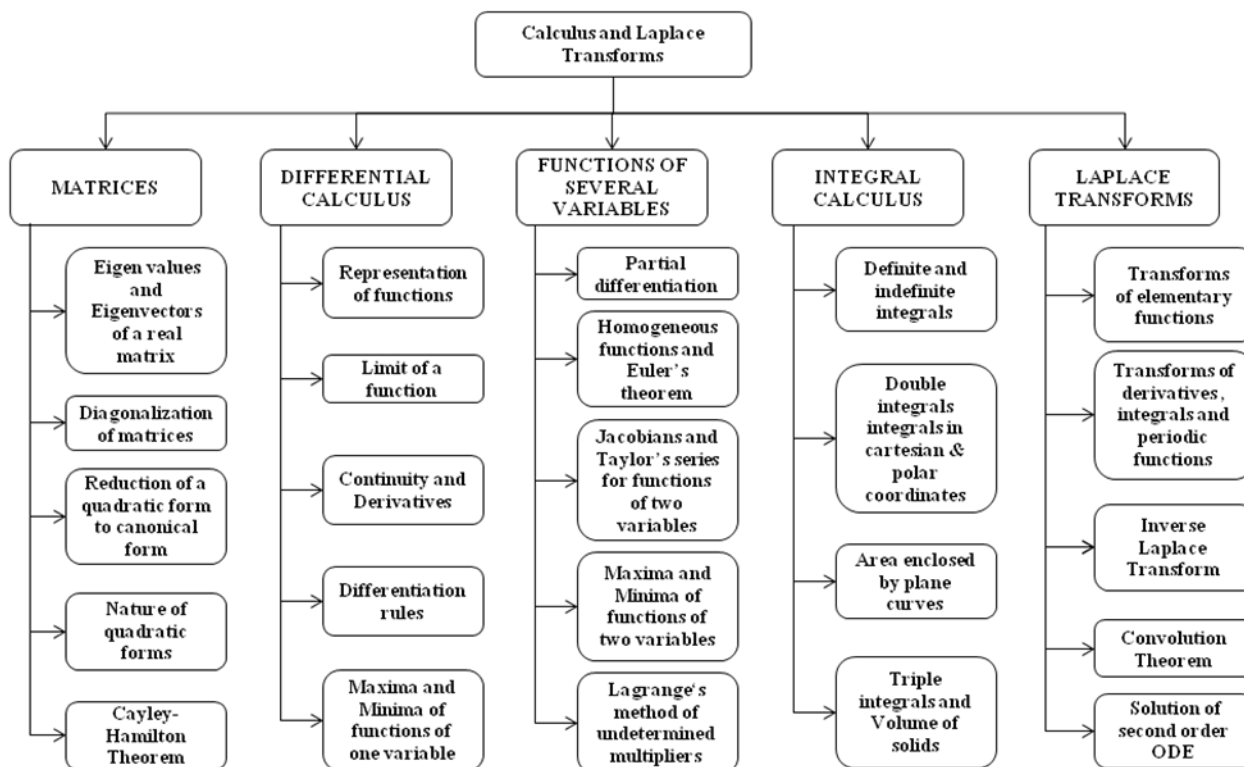 Calculus and Laplace
Transforms
MATRICES
Eigen values
and
Eigenvectors
of a real
matrix
Diagonalization
of matrices
Reduction of a
quadratic form
to canonical
form
Nature of
quadratic
forms
Cayley-
Hamilton
Theorem
DIFFERENTIAL
CALCULUS
Representation
of functions
Limit of a
function
Continuity and
Derivatives
Differentiation
rules
Maxima and
Minima of
functions of
one variable
FUNCTIONS OF
SEVERAL
VARIABLES
Partial
differentiation
Homogeneous
functions and
Euler's
theorem
Jacobians and
Taylor's series
for functions
of two
variables
Maxima and
Minima of
functions of
two variables
Lagrange‘s
method of
undetermined
multipliers
INTEGRAL
CALCULUS
Definite and
indefinite
integrals
Double
integrals
integrals in
cartesian &
polar
coordinates
Area enclosed
by plane
curves
Triple
integrals and
Volume of
solids
LAPLACE
TRANSFORMS
Transforms
of elementary
functions
Transforms of
derivatives,
integrals and
periodic
functions
Inverse
Laplace
Transform
Convolution
Theorem
Solution of
second order
ODE